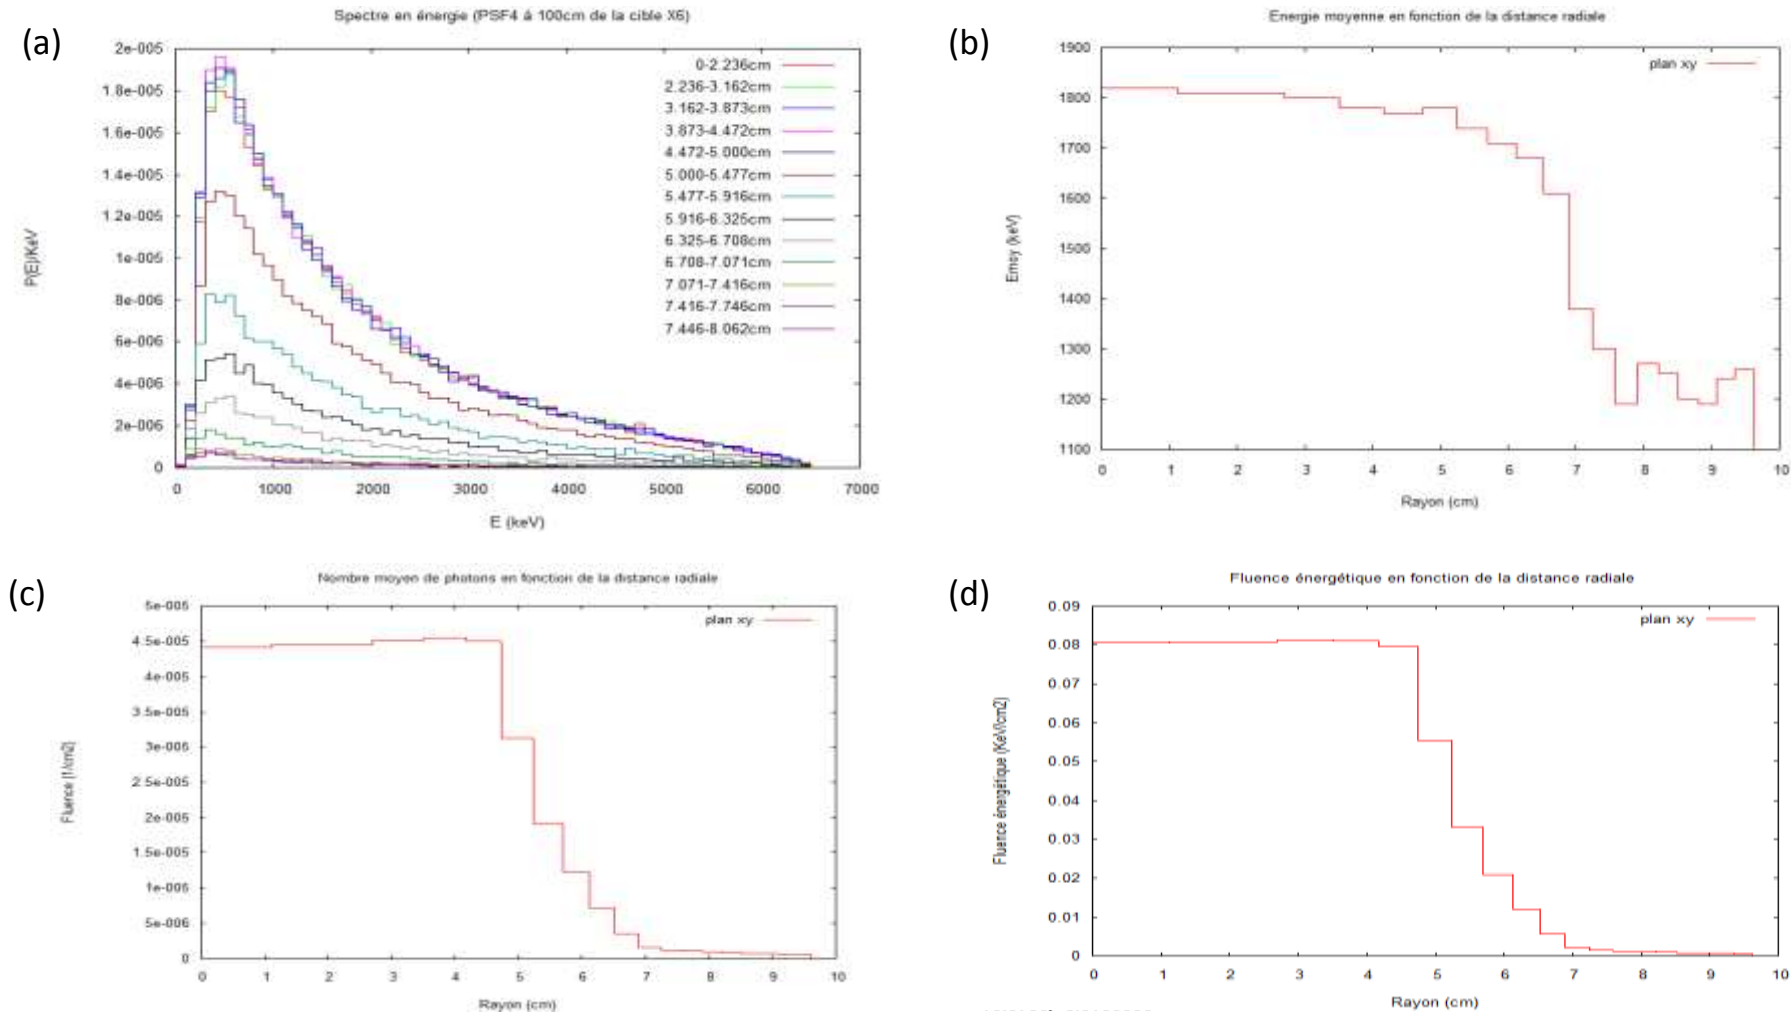 (a)
Spectre en énergie (PSF4 à 100cm de la cible X6)
2e-005
1.8e-005
1.6e-005
1.4e-005
1.2e-005
1e-005
8e-006
6e-006
4e-006
2e-006
0
P(E)/KeV
0-2.236cm
2.236-3.162cm
3.162-3.873cm
3.873-4.472cm
4.472-5.000cm
5.000-5.477cm
5.477-5.916cm
5.916-6.325cm
6.325-6.708cm
6.708-7.071cm
7.071-7.416cm
7.416-7.746cm
7.446-8.062cm
0 1000 2000 3000 4000 5000 6000 7000
E (keV)
(b)
Energie moyenne en fonction de la distance radiale
1900
1800
1700
1600
1500
1400
1300
1200
1100
Emoy (keV)
plan xy
0 1 2 3 4 5 6 7 8 9 10
Rayon (cm)
(c)
Nombre moyen de photons en fonction de la distance radiale
5e-005
4.5e-005
4e-005
3.5e-005
3e-005
2.5e-005
2e-005
1.5e-005
1e-005
5e-006
0
Fluence (1/cm2)
plan xy
0 1 2 3 4 5 6 7 8 9 10
Rayon (cm)
(d)
Fluence énergétique en fonction de la distance radiale
0.09
0.08
0.07
0.06
0.05
0.04
0.03
0.02
0.01
0
Fluence énergétique (KeV/cm2)
plan xy
0 1 2 3 4 5 6 7 8 9 10
Rayon (cm)